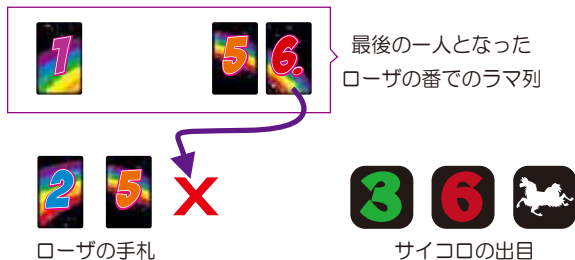 1 5 6.
最後の一人となった
ローザの番でのラマ列
2 5 X
3 6
ローザの手札
サイコロの出目